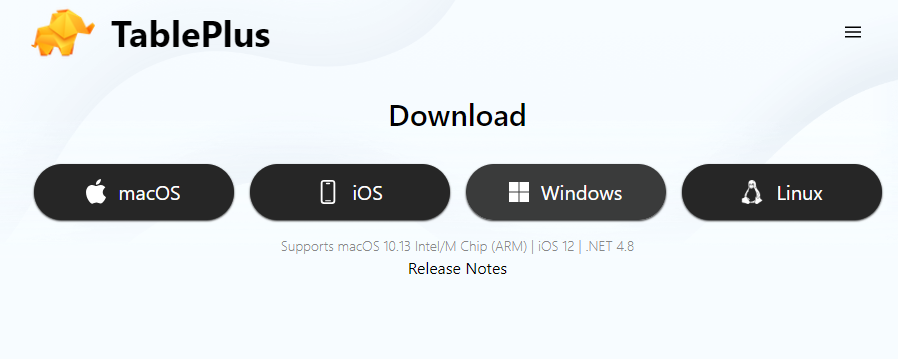 TablePlus
Download
macOS
iOS
Windows
Linux
Supports macOS 10.13 Intel/M Chip (ARM) | iOS 12 | .NET 4.8
Release Notes